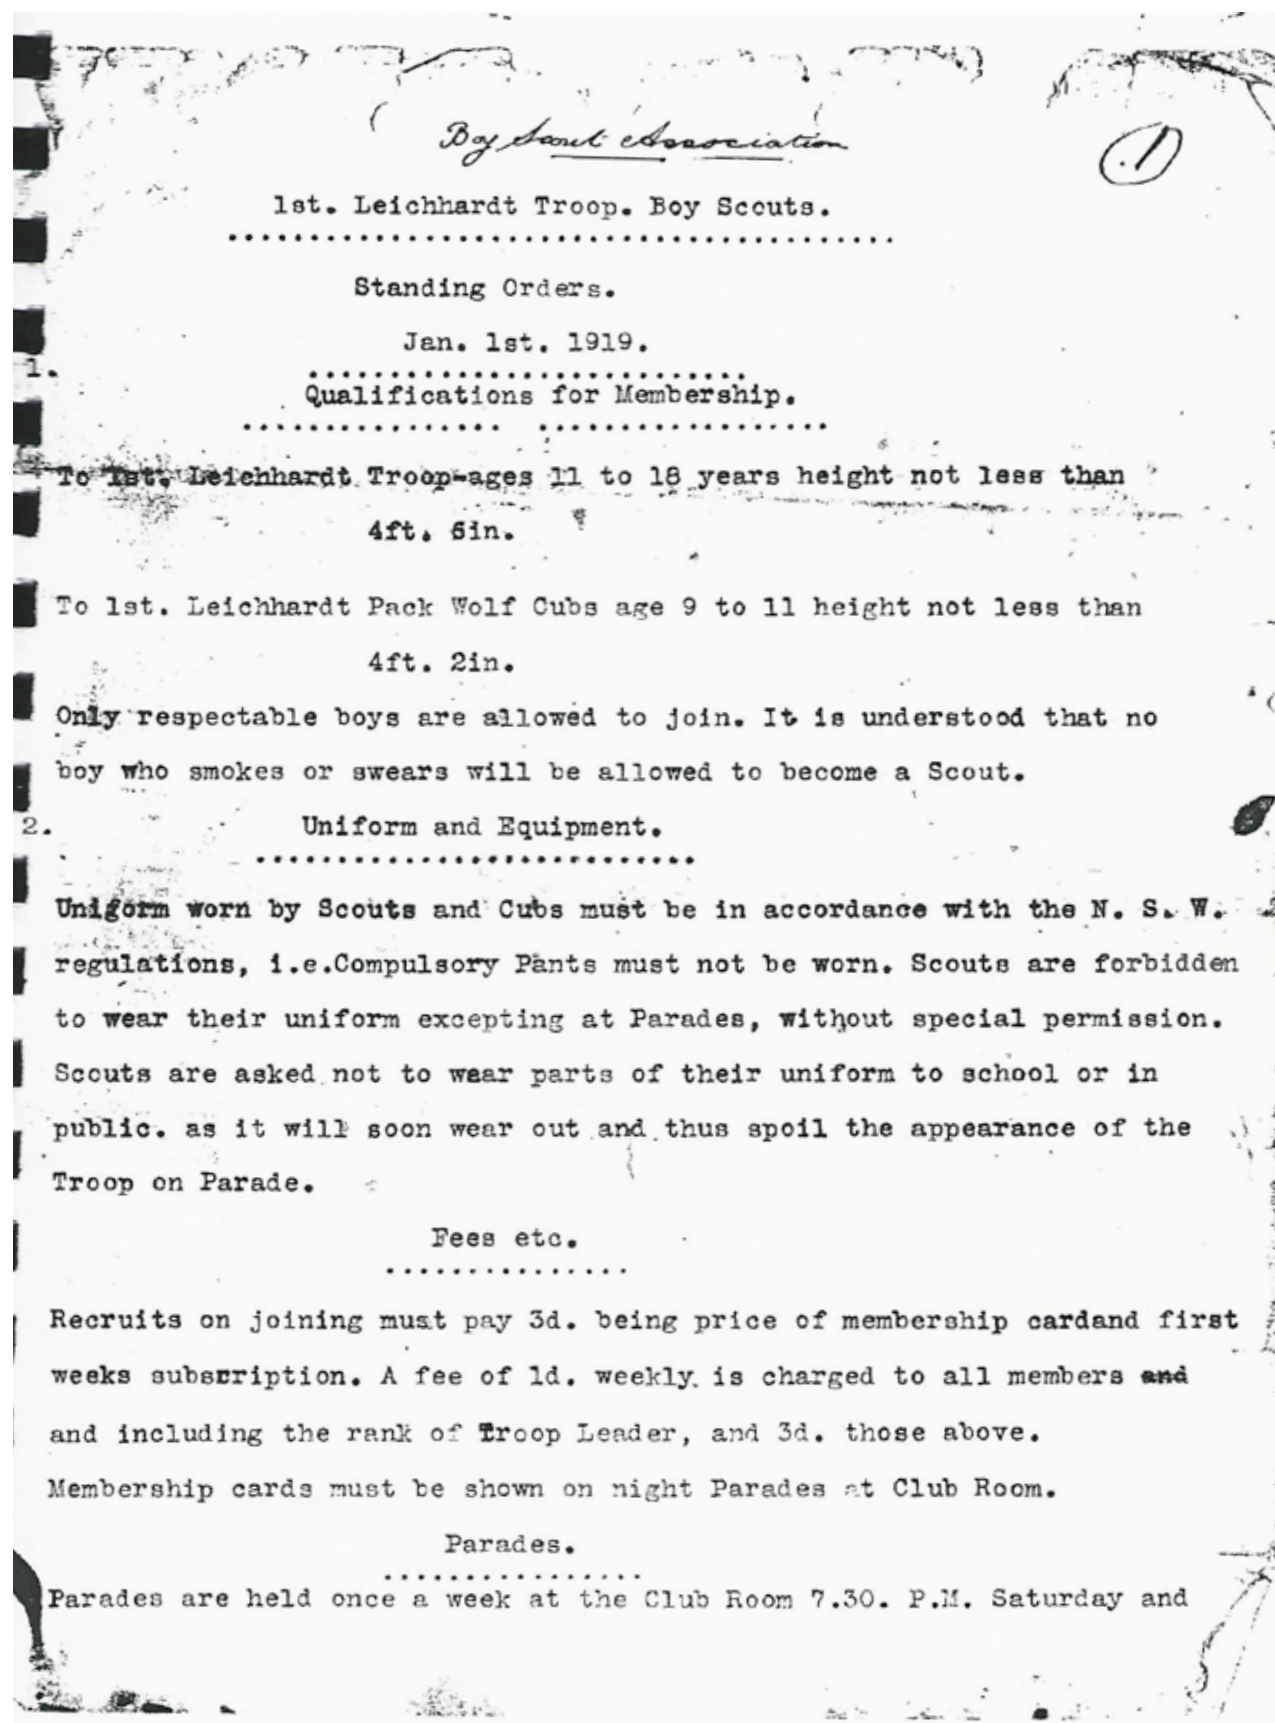 Boy Scout Association
1
1st. Leichhardt Troop. Boy Scouts.
Standing Orders.
Jan. 1st. 1919.
1.
Qualifications for Membership.
To 1st. Leichhardt Troop-ages 11 to 18 years height not less than
4ft. 6in.
To 1st. Leichhardt Pack Wolf Cubs age 9 to 11 height not less than
4ft. 2in.
Only respectable boys are allowed to join. It is understood that no
boy who smokes or swears will be allowed to become a Scout.
2. Uniform and Equipment.
Unigorm worn by Scouts and Cubs must be in accordance with the N. S. W.
regulations, i.e.Compulsory Pants must not be worn. Scouts are forbidden
to wear their uniform excepting at Parades, without special permission.
Scouts are asked not to wear parts of their uniform to school or in
public. as it will soon wear out and thus spoil the appearance of the
Troop on Parade.
Fees etc.
Recruits on joining must pay 3d. being price of membership cardand first
weeks subscription. A fee of 1d. weekly is charged to all members and
and including the rank of Troop Leader, and 3d. those above.
Membership cards must be shown on night Parades at Club Room.
Parades.
Parades are held once a week at the Club Room 7.30. P.M. Saturday and